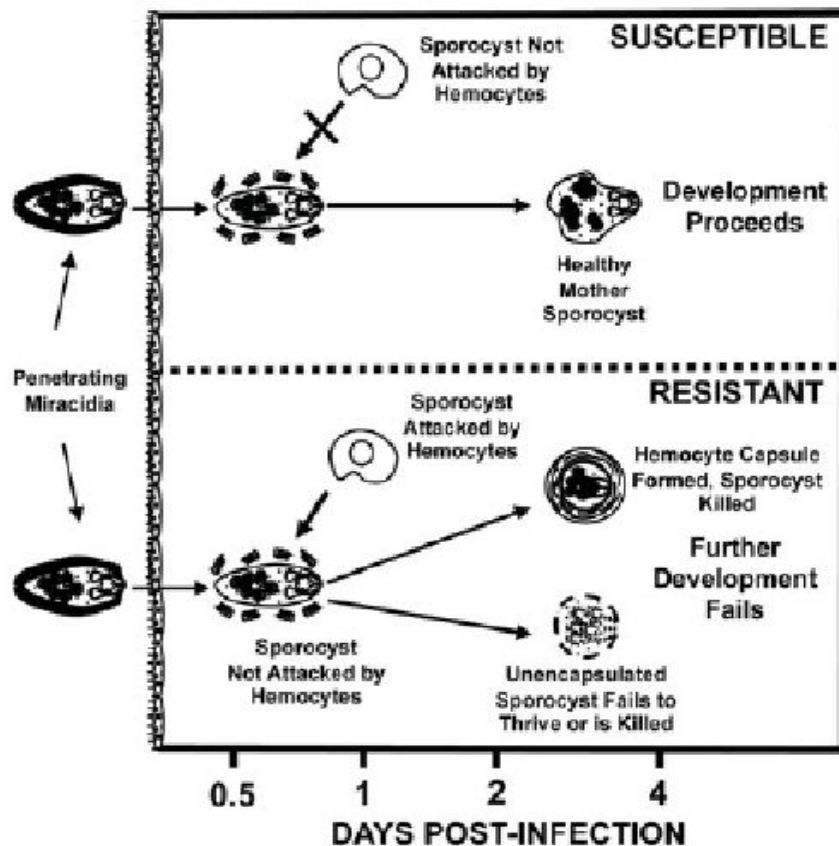 SUSCEPTIBLE
Sporocyst Not
Attacked by
Hemocytes
Development
Proceeds
Healthy
Mother
Sporocyst
Penetrating
Miracidia
RESISTANT
Sporocyst
Attacked by
Hemocytes
Hemocyte Capsule
Formed, Sporocyst
Killed
Further
Development
Fails
Sporocyst
Not Attacked by
Hemocytes
Unencapsulated
Sporocyst Fails to
Thrive or is Killed
0.5 1 2 4
DAYS POST-INFECTION